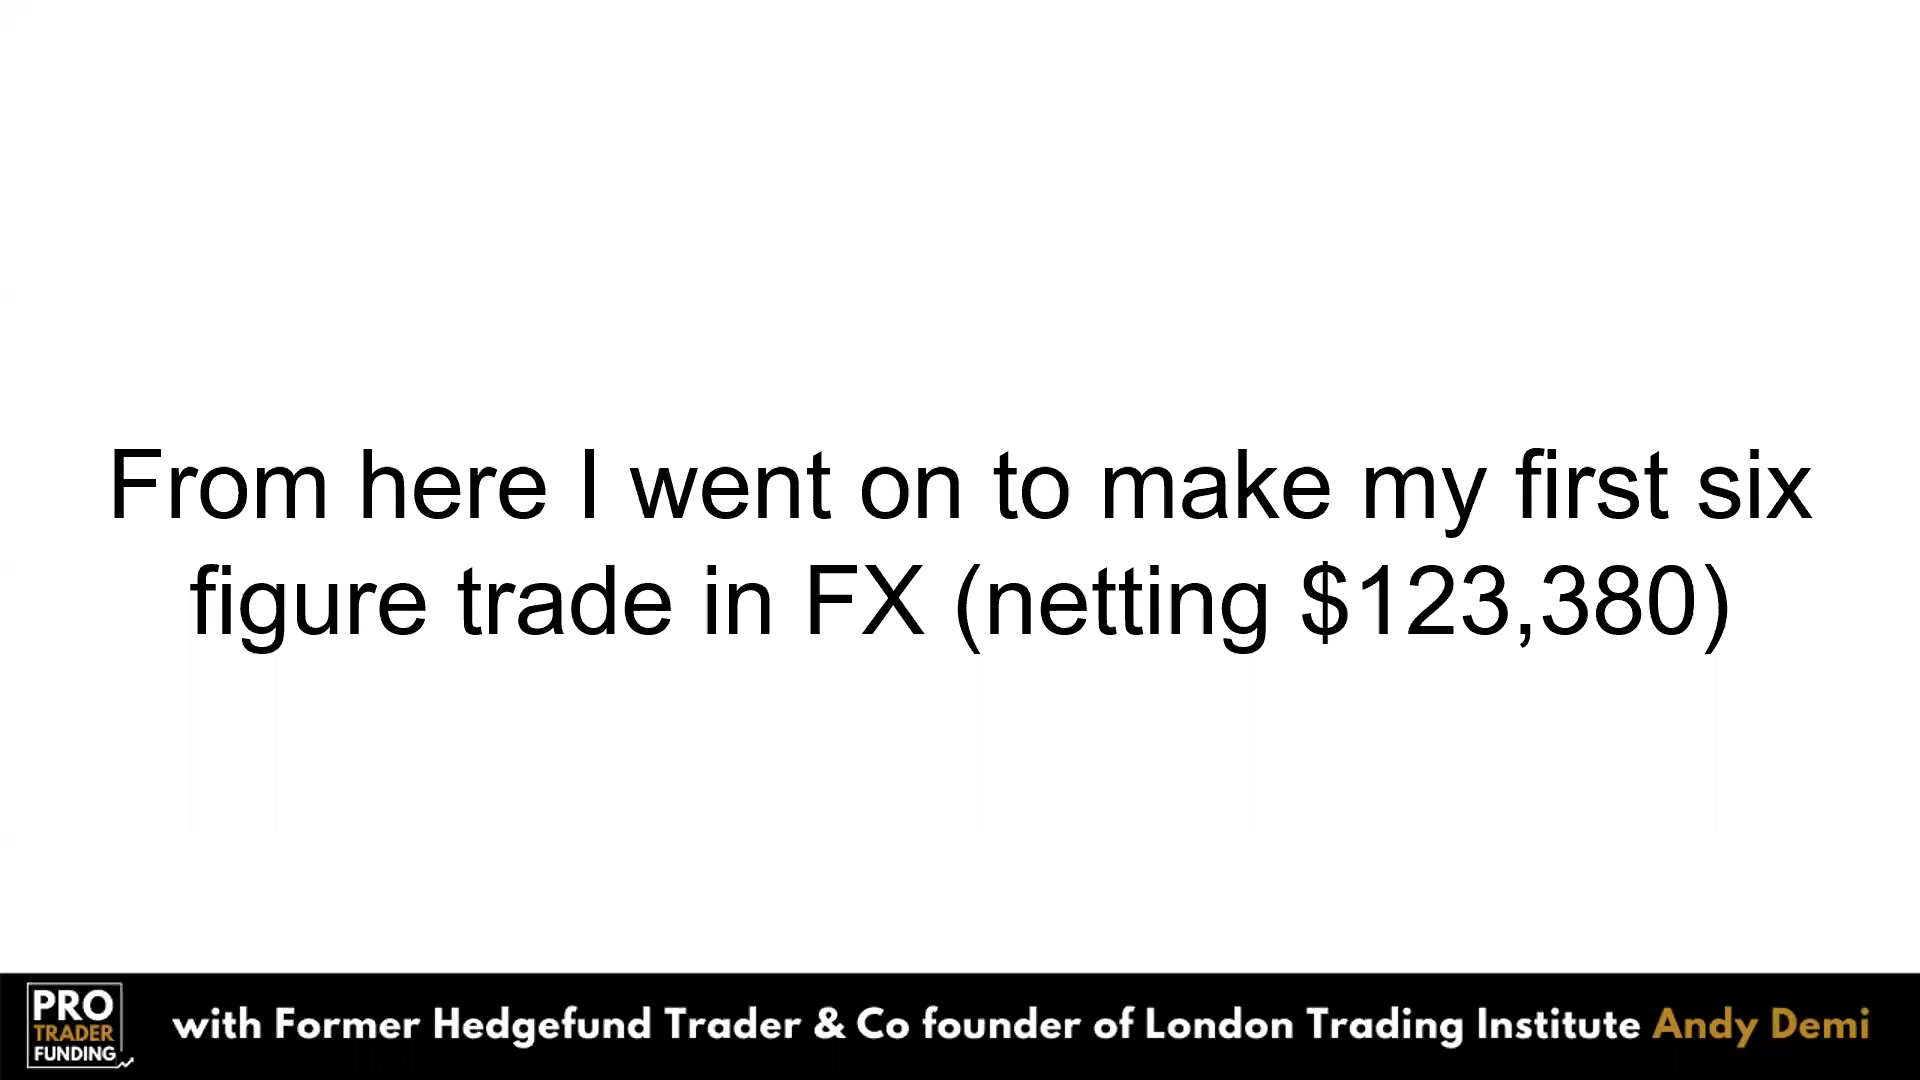 From here I went on to make my first six
figure trade in FX (netting $123,380)
PRO
TRADER
FUNDING
with Former Hedgefund Trader & Co founder of London Trading Institute Andy Demi